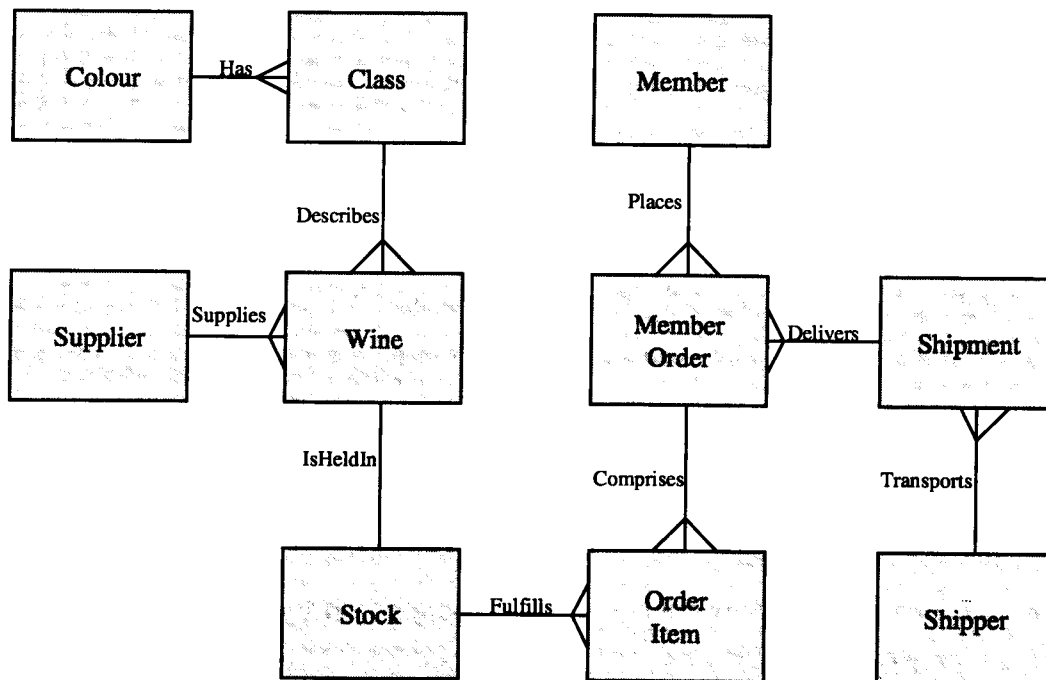 Colour
Has
Class
Member
Describes
Places
Supplier
Supplies
Wine
Member
Order
Delivers
Shipment
IsHeldIn
Comprises
Transports
Stock
Fulfills
Order
Item
Shipper